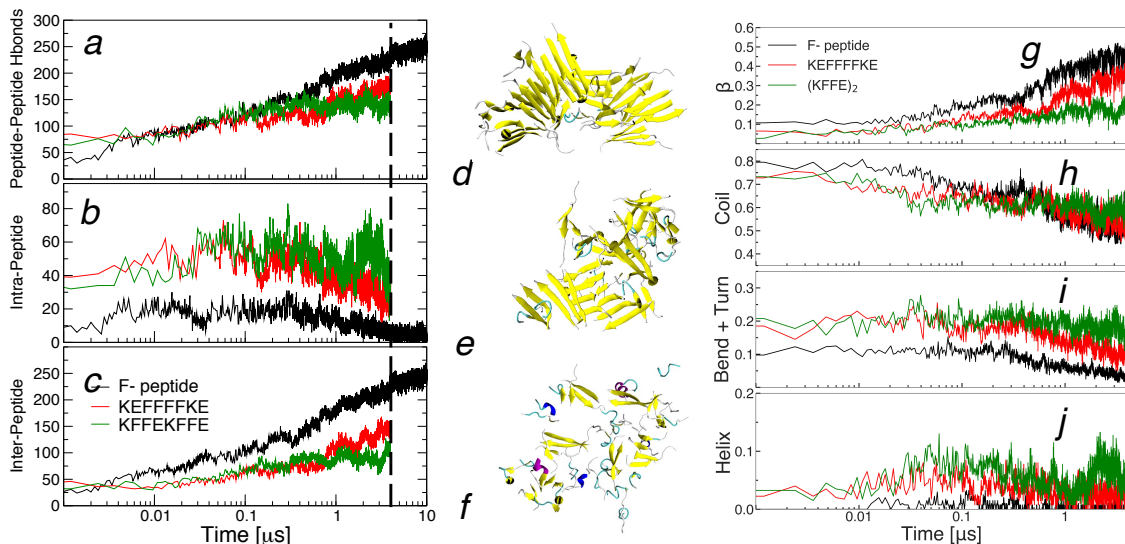 a
Peptide-Peptide Hbonds
300
250
200
150
100
50
0
b
Intra-Peptide
80
60
40
20
0
c
Inter-Peptide
250
200
150
100
50
0
F- peptide
KEFFFFKE
KFFEKFFE
0.01
0.1
1
10
Time [μs]
d
e
f
g
β
0.6
0.5
0.4
0.3
0.2
0.1
F- peptide
KEFFFFKE
(KFFE)2
h
Coil
0.8
0.7
0.6
0.5
0.4
i
Bend + Turn
0.3
0.2
0.1
0.0
j
Helix
0.2
0.1
0.0
0.01
0.1
1
Time [μs]